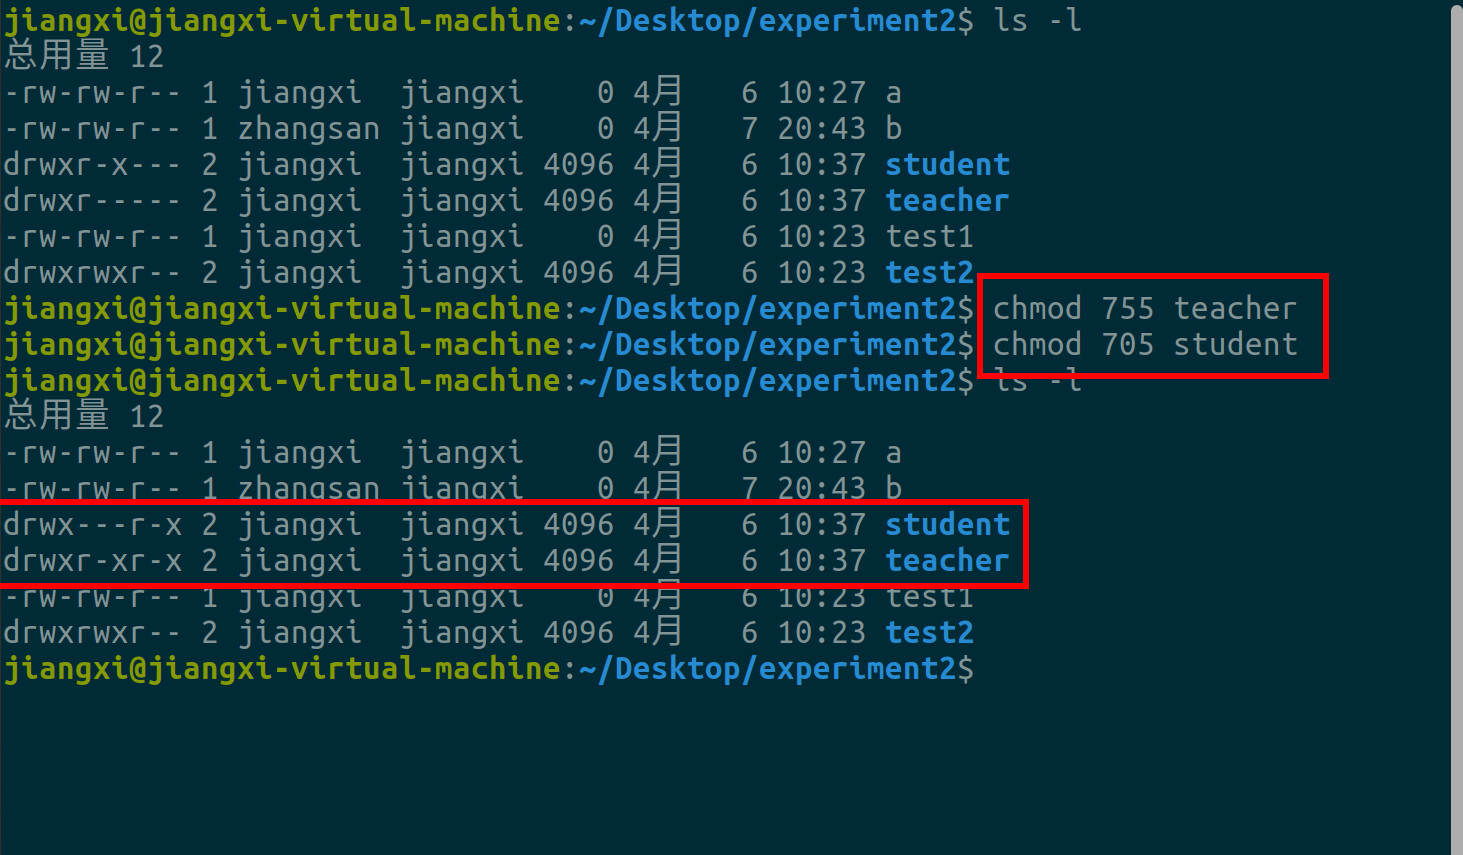 jiangxi@jiangxi-virtual-machine:~/Desktop/experiment2$ ls -l
总用量 12
-rw-rw-r-- 1 jiangxi  jiangxi    0 4月   6 10:27 a
-rw-rw-r-- 1 zhangsan jiangxi    0 4月   7 20:43 b
drwxr-x--- 2 jiangxi  jiangxi 4096 4月   6 10:37 student
drwxr----- 2 jiangxi  jiangxi 4096 4月   6 10:37 teacher
-rw-rw-r-- 1 jiangxi  jiangxi    0 4月   6 10:23 test1
drwxrwxr-- 2 jiangxi  jiangxi 4096 4月   6 10:23 test2
jiangxi@jiangxi-virtual-machine:~/Desktop/experiment2$ chmod 755 teacher
jiangxi@jiangxi-virtual-machine:~/Desktop/experiment2$ chmod 705 student
jiangxi@jiangxi-virtual-machine:~/Desktop/experiment2$ ls -l
总用量 12
-rw-rw-r-- 1 jiangxi  jiangxi    0 4月   6 10:27 a
-rw-rw-r-- 1 zhangsan jiangxi    0 4月   7 20:43 b
drwx---r-x 2 jiangxi  jiangxi 4096 4月   6 10:37 student
drwxr-xr-x 2 jiangxi  jiangxi 4096 4月   6 10:37 teacher
-rw-rw-r-- 1 jiangxi  jiangxi    0 4月   6 10:23 test1
drwxrwxr-- 2 jiangxi  jiangxi 4096 4月   6 10:23 test2
jiangxi@jiangxi-virtual-machine:~/Desktop/experiment2$